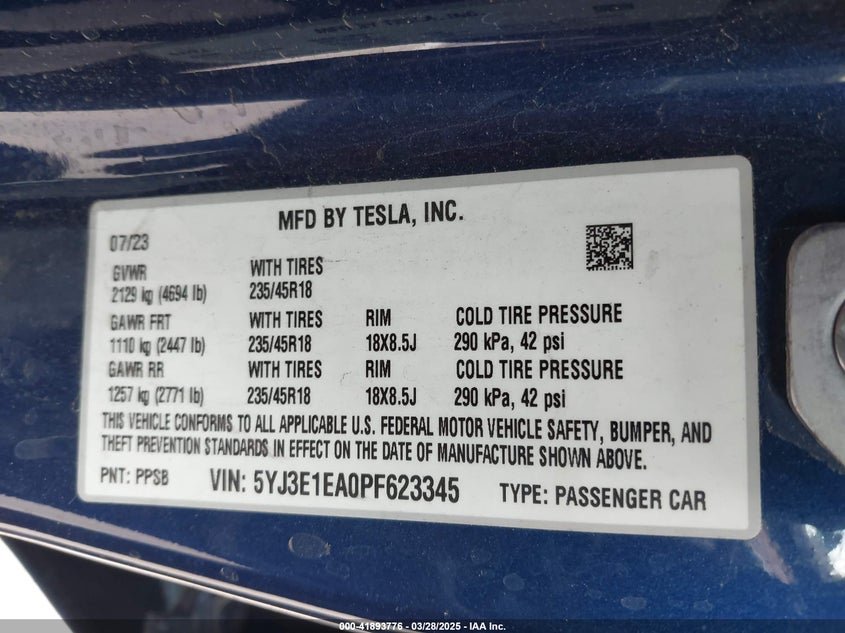 MFD BY TESLA, INC.
07/23
GVWR WITH TIRES
2129 kg (4694 lb) 235/45R18
GAWR FRT WITH TIRES RIM COLD TIRE PRESSURE
1110 kg (2447 lb) 235/45R18 18X8.5J 290 kPa, 42 psi
GAWR RR WITH TIRES RIM COLD TIRE PRESSURE
1257 kg (2771 lb) 235/45R18 18X8.5J 290 kPa, 42 psi
THIS VEHICLE CONFORMS TO ALL APPLICABLE U.S. FEDERAL MOTOR VEHICLE SAFETY, BUMPER, AND
THEFT PREVENTION STANDARDS IN EFFECT ON THE DATE OF MANUFACTURE SHOWN ABOVE.
PNT: PPSB VIN: 5YJ3E1EA0PF623345 TYPE: PASSENGER CAR
000-41893776 - 03/28/2025 - IAA Inc.